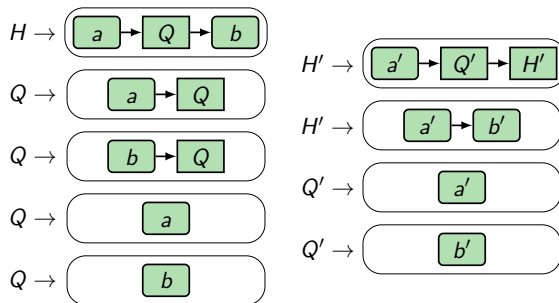 H → a Q b
Q → a Q
Q → b Q
Q → a
Q → b
H′ → a′ Q′ H′
H′ → a′ b′
Q′ → a′
Q′ → b′